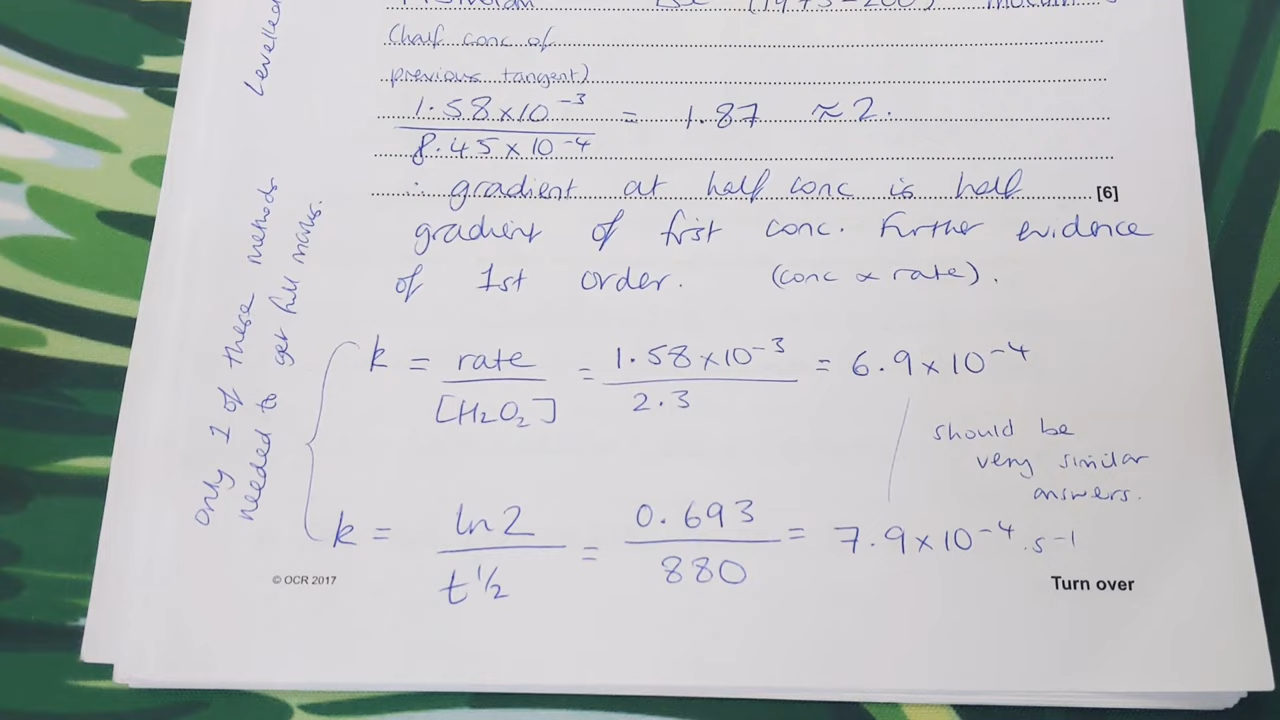 (half conc of
previous tangent)
1.58 x 10⁻³ / 8.45 x 10⁻⁴ = 1.87 ≈ 2.
∴ gradient at half conc is half
[6]
gradient of first conc. Further evidence
of 1st order. (conc ∝ rate).
k = rate / [H₂O₂] = 1.58 x 10⁻³ / 2.3 = 6.9 x 10⁻⁴
should be
very similar
answers.
k = ln 2 / t ½ = 0.693 / 880 = 7.9 x 10⁻⁴ . s⁻¹
© OCR 2017
Turn over
only 1 of these methods
needed to get full marks.
Levelled